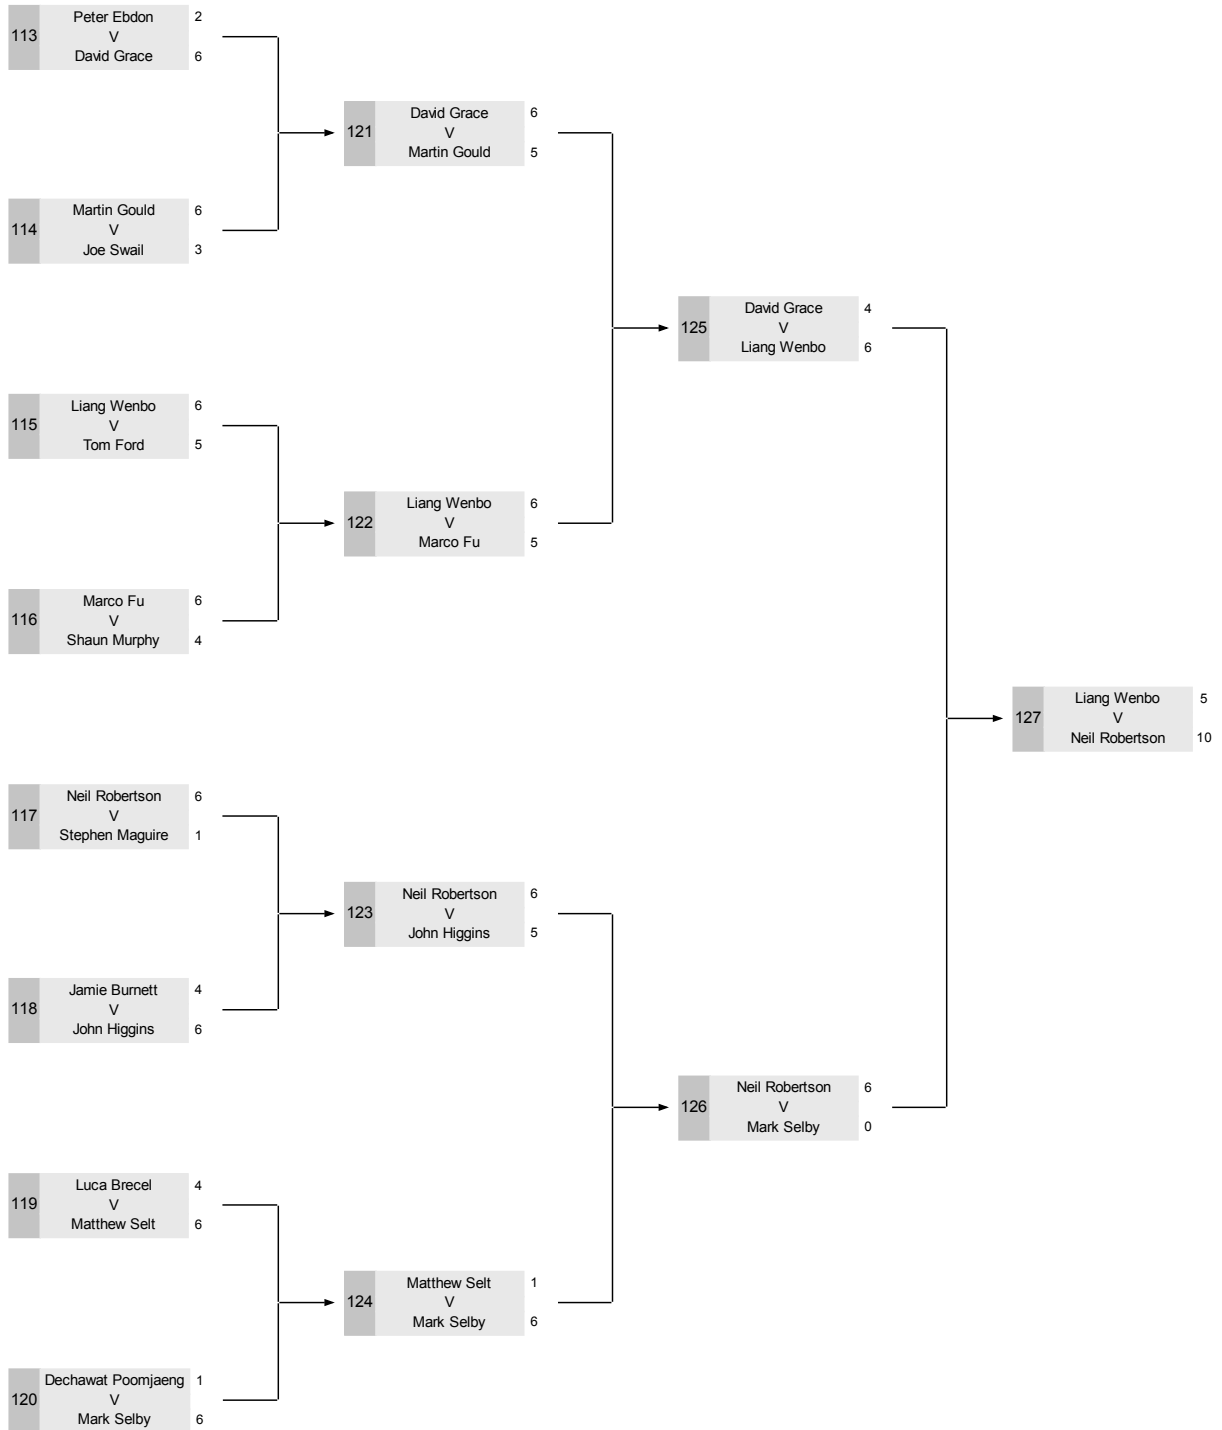 113
Peter Ebdon 2
V
David Grace 6
114
Martin Gould 6
V
Joe Swail 3
115
Liang Wenbo 6
V
Tom Ford 5
116
Marco Fu 6
V
Shaun Murphy 4
117
Neil Robertson 6
V
Stephen Maguire 1
118
Jamie Burnett 4
V
John Higgins 6
119
Luca Brecel 4
V
Matthew Selt 6
120
Dechawat Poomjaeng 1
V
Mark Selby 6
121
David Grace 6
V
Martin Gould 5
122
Liang Wenbo 6
V
Marco Fu 5
123
Neil Robertson 6
V
John Higgins 5
124
Matthew Selt 1
V
Mark Selby 6
125
David Grace 4
V
Liang Wenbo 6
126
Neil Robertson 6
V
Mark Selby 0
127
Liang Wenbo 5
V
Neil Robertson 10